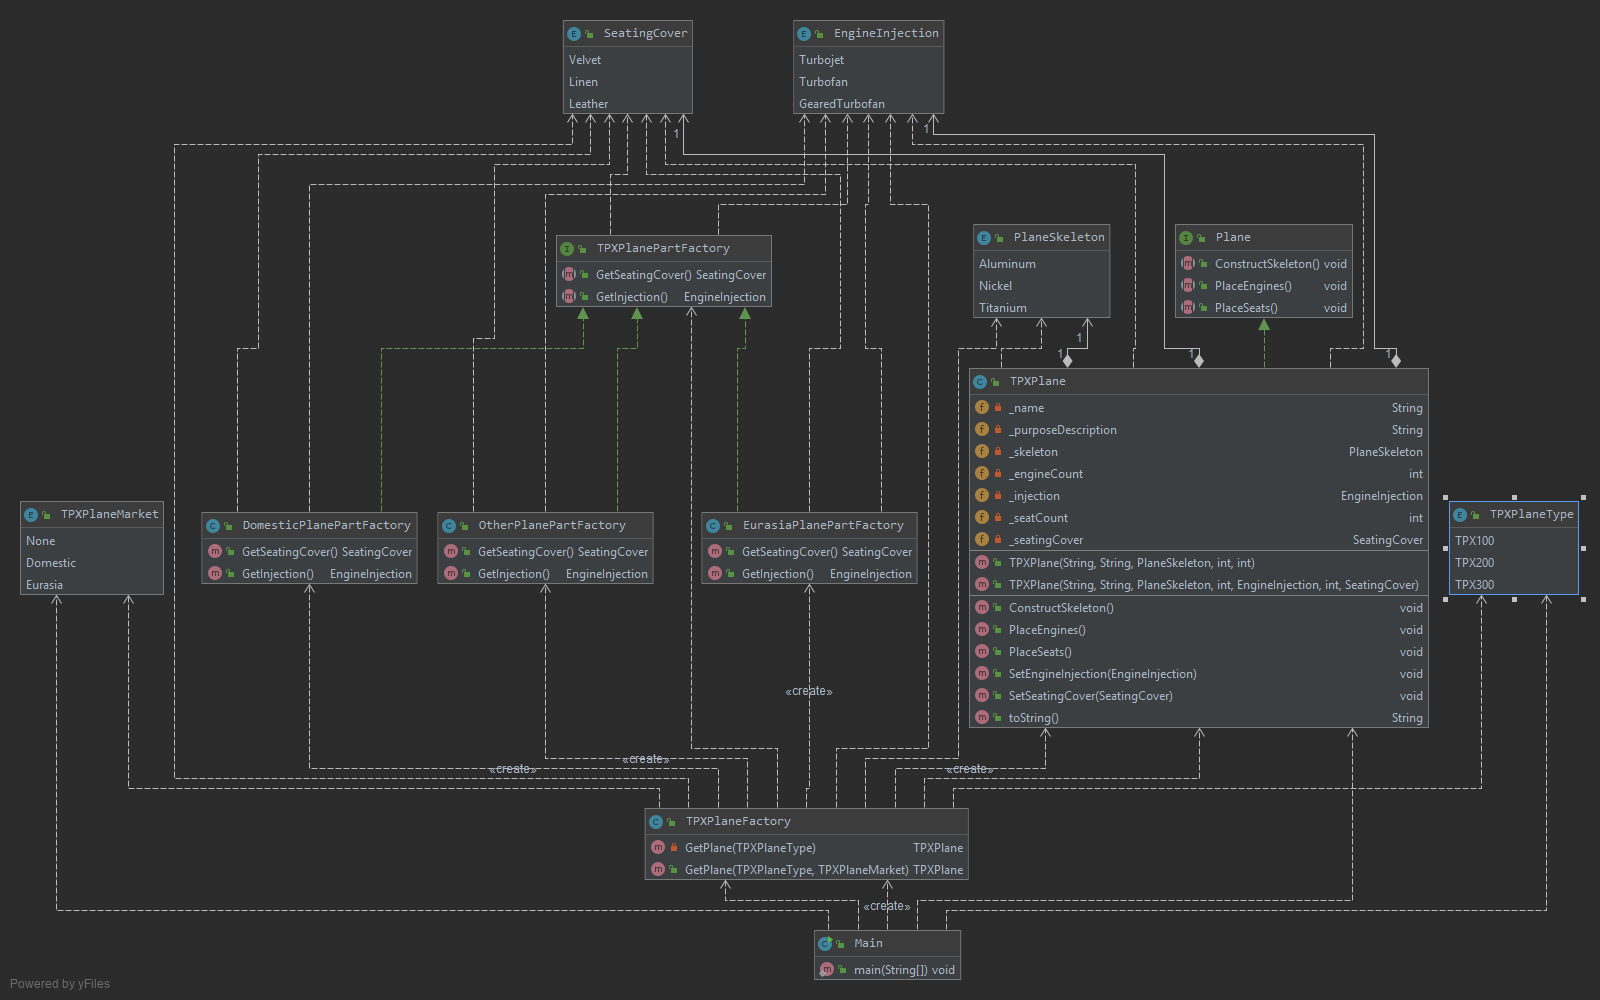 SeatingCover
Velvet
Linen
Leather
EngineInjection
Turbojet
Turbofan
GearedTurbofan
1
1
TPXPlanePartFactory
GetSeatingCover() SeatingCover
GetInjection() EngineInjection
PlaneSkeleton
Aluminum
Nickel
Titanium
Plane
ConstructSkeleton() void
PlaceEngines() void
PlaceSeats() void
1
1
1
1
TPXPlane
_name String
_purposeDescription String
_skeleton PlaneSkeleton
_engineCount int
_injection EngineInjection
_seatCount int
_seatingCover SeatingCover
TPXPlane(String, String, PlaneSkeleton, int, int)
TPXPlane(String, String, PlaneSkeleton, int, EngineInjection, int, SeatingCover)
ConstructSkeleton() void
PlaceEngines() void
PlaceSeats() void
SetEngineInjection(EngineInjection) void
SetSeatingCover(SeatingCover) void
toString() String
TPXPlaneMarket
None
Domestic
Eurasia
DomesticPlanePartFactory
GetSeatingCover() SeatingCover
GetInjection() EngineInjection
OtherPlanePartFactory
GetSeatingCover() SeatingCover
GetInjection() EngineInjection
EurasiaPlanePartFactory
GetSeatingCover() SeatingCover
GetInjection() EngineInjection
TPXPlaneType
TPX100
TPX200
TPX300
«create»
«create»
«create»
«create»
TPXPlaneFactory
GetPlane(TPXPlaneType) TPXPlane
GetPlane(TPXPlaneType, TPXPlaneMarket) TPXPlane
«create»
Main
main(String[]) void
Powered by yFiles